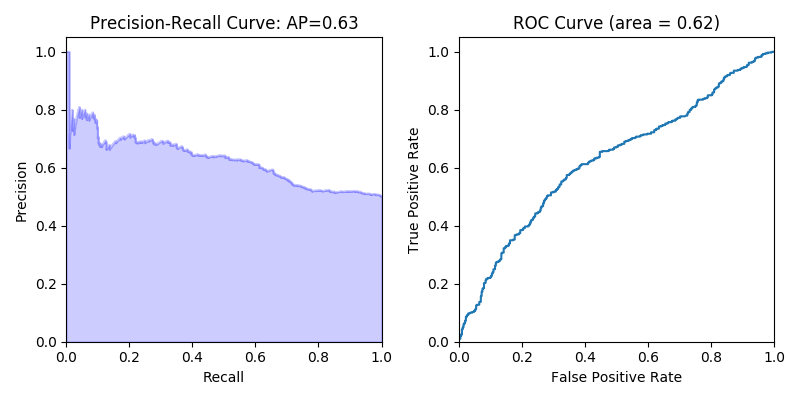 Precision-Recall Curve: AP=0.63
1.0
0.8
0.6
0.4
0.2
0.0
Precision
0.0 0.2 0.4 0.6 0.8 1.0
Recall
ROC Curve (area = 0.62)
1.0
0.8
0.6
0.4
0.2
0.0
True Positive Rate
0.0 0.2 0.4 0.6 0.8 1.0
False Positive Rate